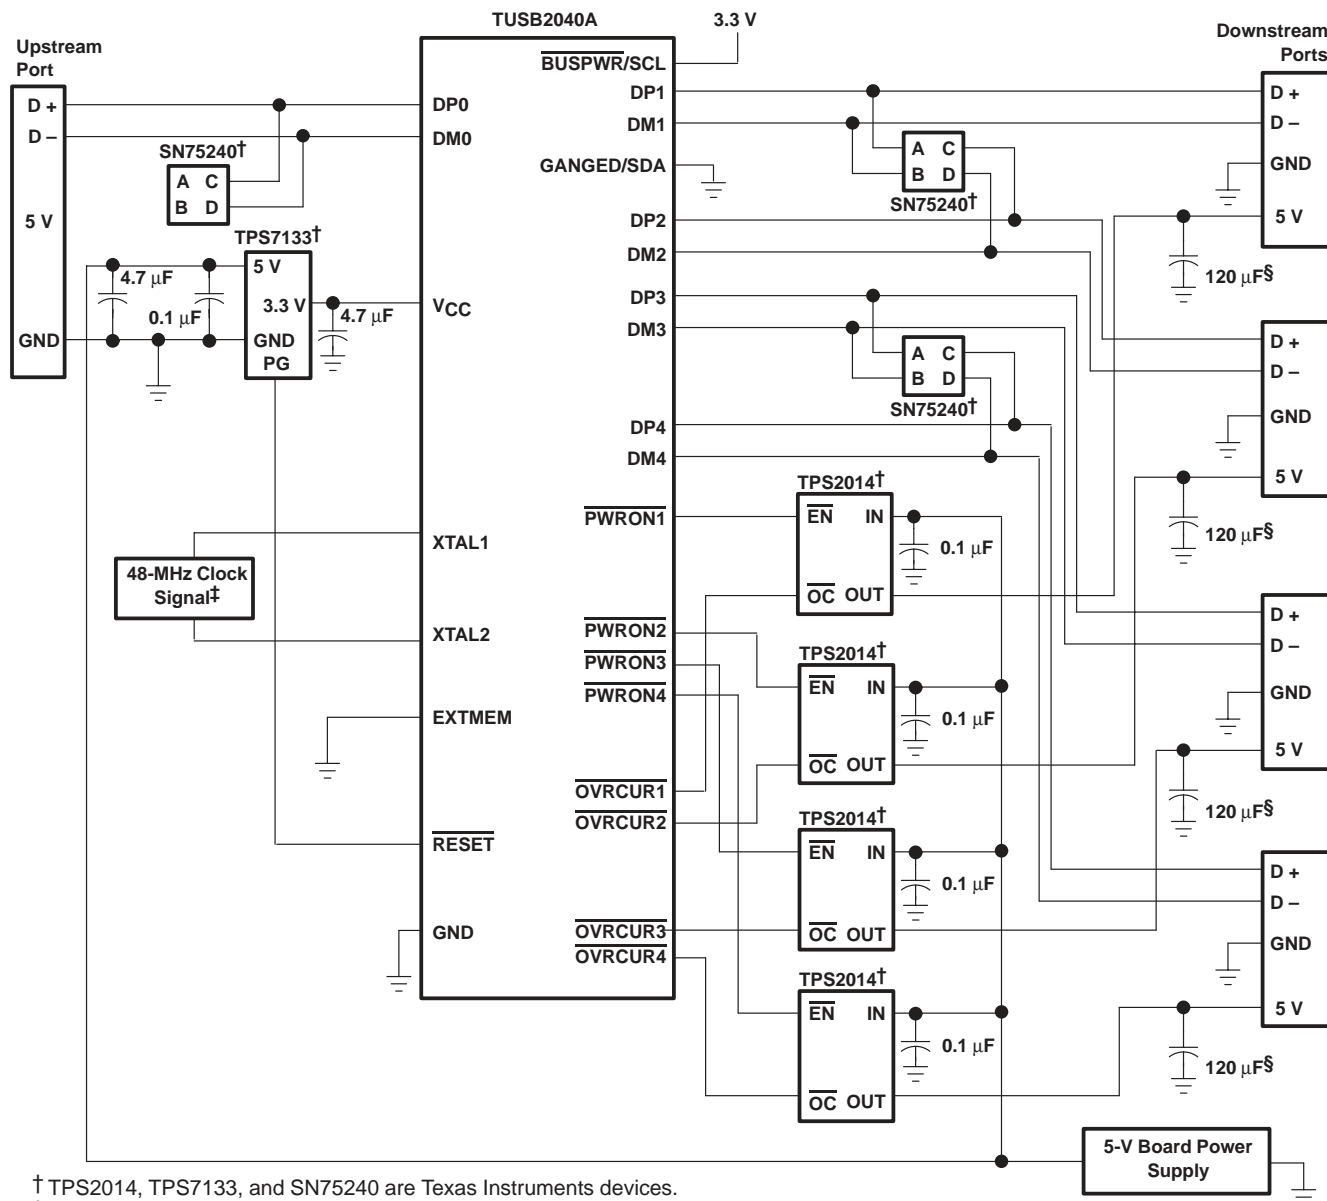 TUSB2040A
3.3 V
Upstream
Port
D +
D –
5 V
GND
SN75240†
A C
B D
TPS7133†
5 V
3.3 V
GND
PG
4.7 μF
0.1 μF
4.7 μF
48-MHz Clock
Signal‡
DP0
DM0
VCC
XTAL1
XTAL2
EXTMEM
RESET
GND
BUSPWR/SCL
DP1
DM1
GANGED/SDA
DP2
DM2
DP3
DM3
DP4
DM4
PWRON1
PWRON2
PWRON3
PWRON4
OVRCUR1
OVRCUR2
OVRCUR3
OVRCUR4
A C
B D
SN75240†
A C
B D
SN75240†
TPS2014†
EN IN
OC OUT
0.1 μF
TPS2014†
EN IN
OC OUT
0.1 μF
TPS2014†
EN IN
OC OUT
0.1 μF
TPS2014†
EN IN
OC OUT
0.1 μF
Downstream
Ports
D +
D –
GND
5 V
120 μF§
D +
D –
GND
5 V
120 μF§
D +
D –
GND
5 V
120 μF§
D +
D –
GND
5 V
120 μF§
5-V Board Power
Supply
† TPS2014, TPS7133, and SN75240 are Texas Instruments devices.